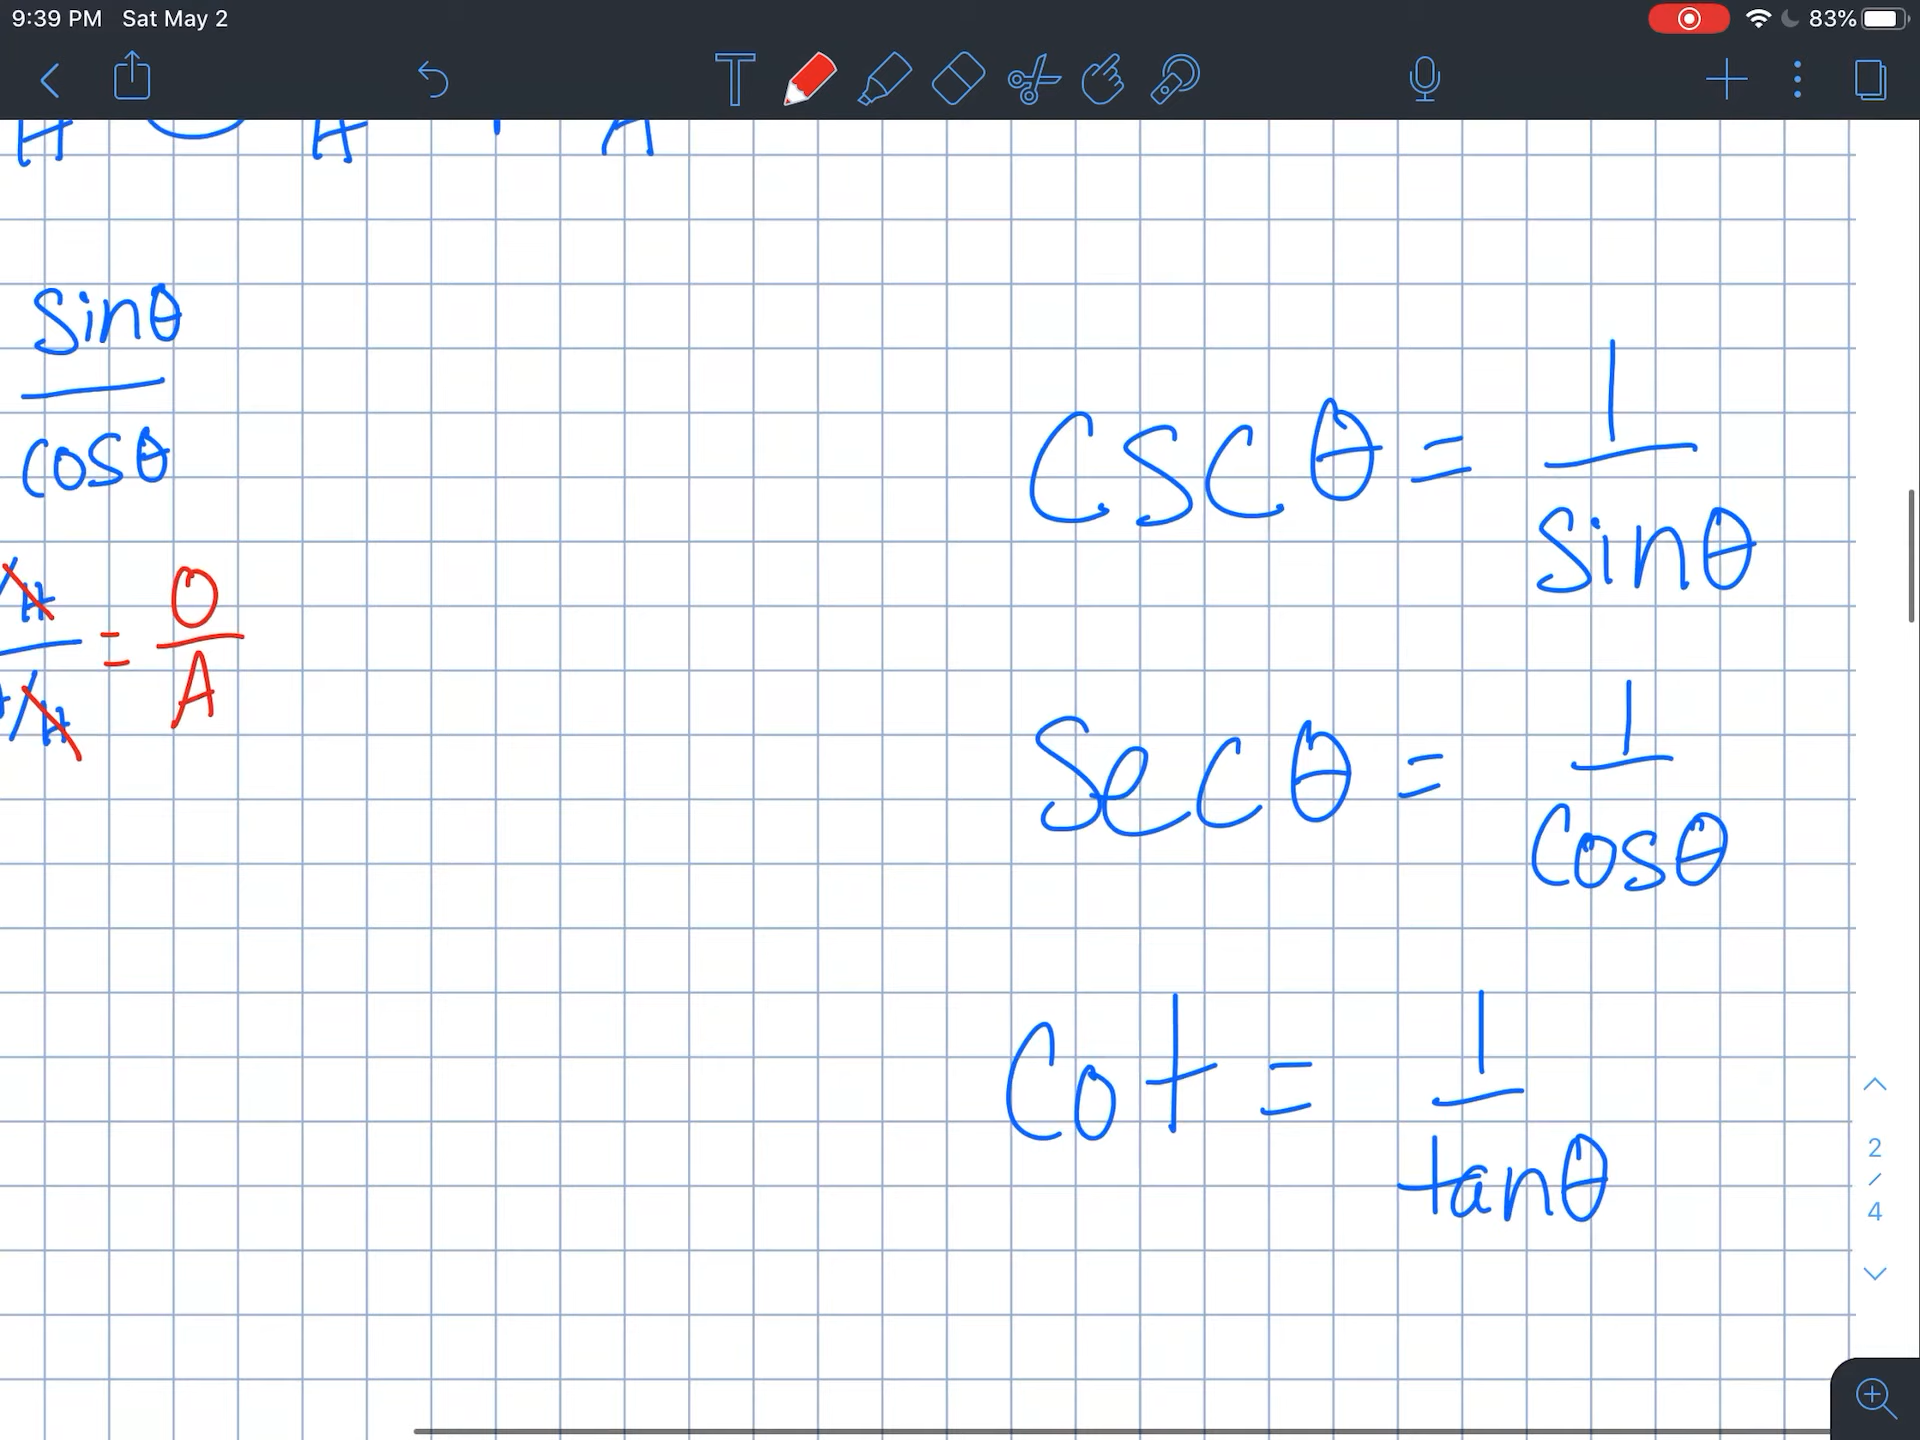 9:39 PM Sat May 2
83%
T
H H A
sinθ
cosθ
/H
/H
= O
A
Cscθ = 1
sinθ
Secθ = 1
cosθ
Cot = 1
tanθ
2
/
4